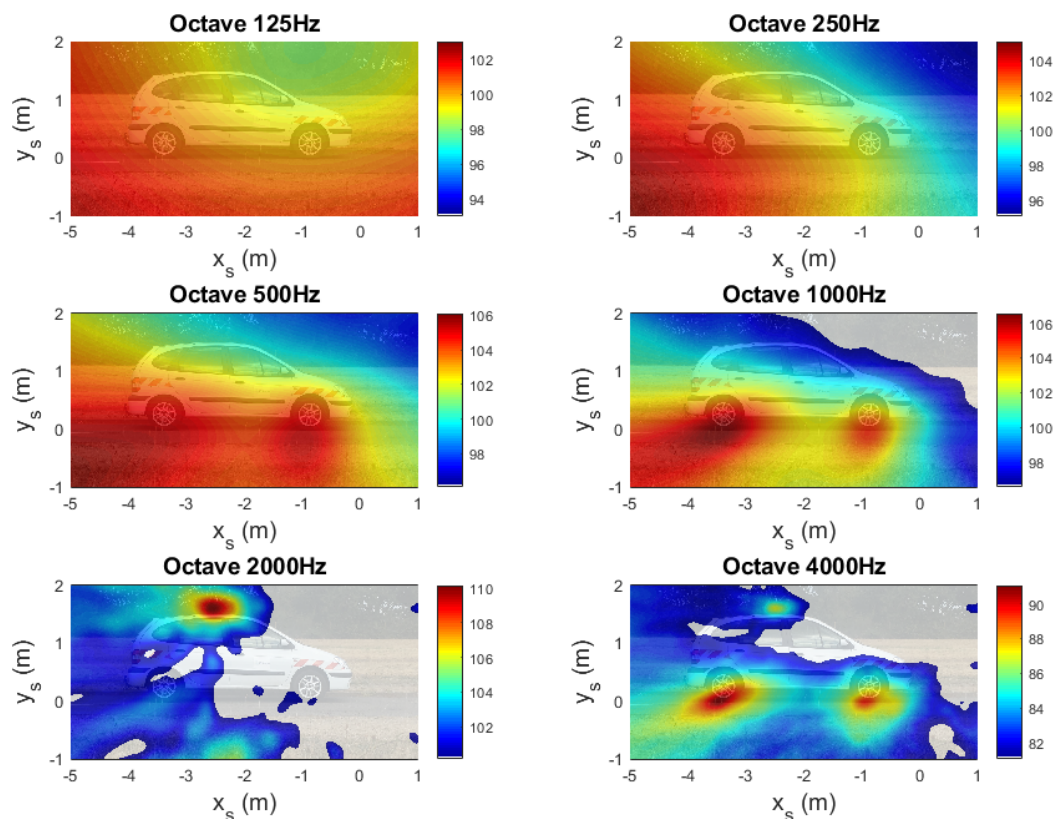 Octave 125Hz
2
1
0
-1
y_s (m)
-5 -4 -3 -2 -1 0 1
x_s (m)
102
100
98
96
94
Octave 250Hz
2
1
0
-1
y_s (m)
-5 -4 -3 -2 -1 0 1
x_s (m)
104
102
100
98
96
Octave 500Hz
2
1
0
-1
y_s (m)
-5 -4 -3 -2 -1 0 1
x_s (m)
106
104
102
100
98
Octave 1000Hz
2
1
0
-1
y_s (m)
-5 -4 -3 -2 -1 0 1
x_s (m)
106
104
102
100
98
Octave 2000Hz
2
1
0
-1
y_s (m)
-5 -4 -3 -2 -1 0 1
x_s (m)
110
108
106
104
102
Octave 4000Hz
2
1
0
-1
y_s (m)
-5 -4 -3 -2 -1 0 1
x_s (m)
90
88
86
84
82